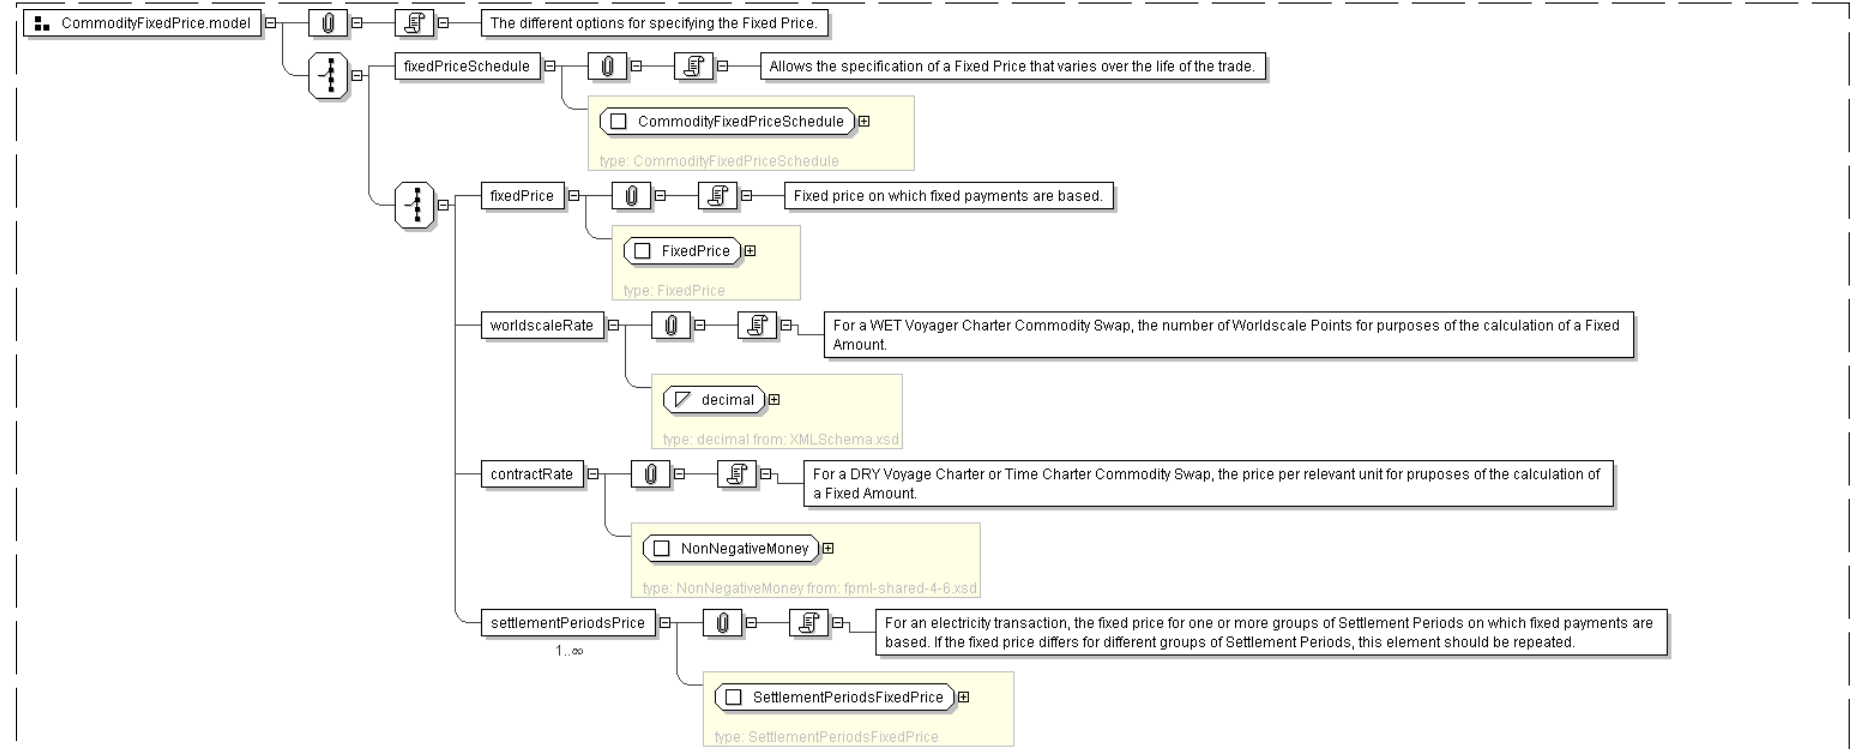 CommodityFixedPrice.model
The different options for specifying the Fixed Price.
fixedPriceSchedule
Allows the specification of a Fixed Price that varies over the life of the trade.
CommodityFixedPriceSchedule
type: CommodityFixedPriceSchedule
fixedPrice
Fixed price on which fixed payments are based.
FixedPrice
type: FixedPrice
worldscaleRate
For a WET Voyager Charter Commodity Swap, the number of Worldscale Points for purposes of the calculation of a Fixed
Amount.
decimal
type: decimal from: XMLSchema.xsd
contractRate
For a DRY Voyage Charter or Time Charter Commodity Swap, the price per relevant unit for pruposes of the calculation of
a Fixed Amount.
NonNegativeMoney
type: NonNegativeMoney from: fpml-shared-4-6.xsd
settlementPeriodsPrice
1..∞
For an electricity transaction, the fixed price for one or more groups of Settlement Periods on which fixed payments are
based. If the fixed price differs for different groups of Settlement Periods, this element should be repeated.
SettlementPeriodsFixedPrice
type: SettlementPeriodsFixedPrice